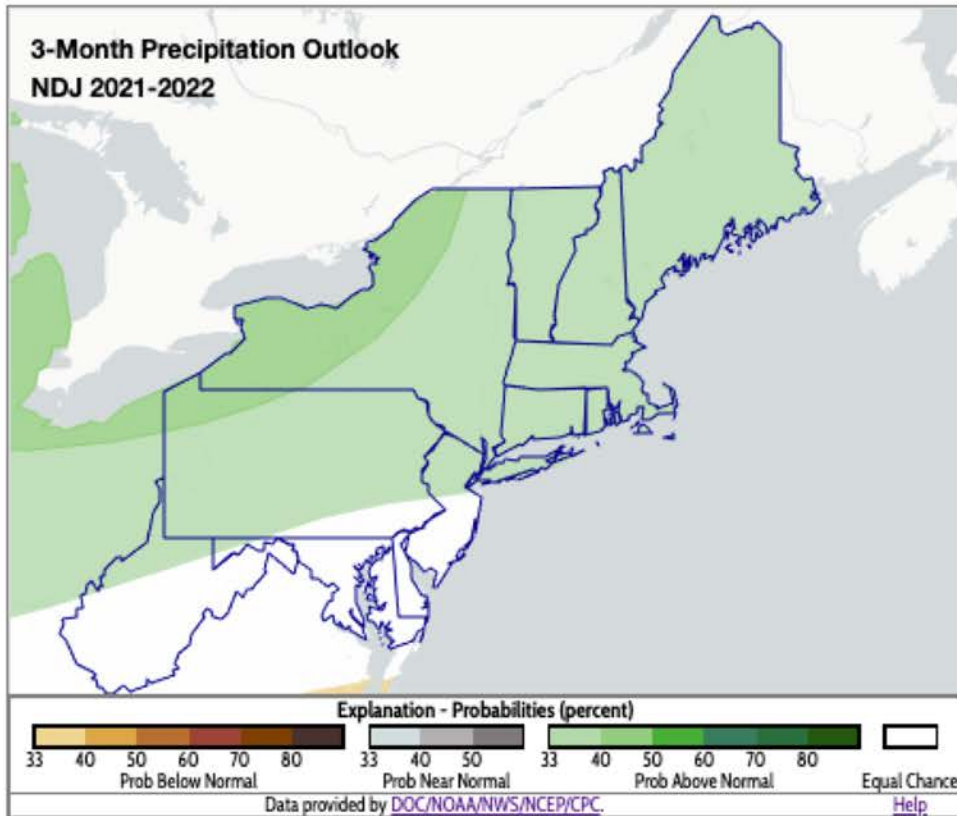 3-Month Precipitation Outlook
NDJ 2021-2022
Explanation - Probabilities (percent)
33 40 50 60 70 80 33 40 50 33 40 50 60 70 80
Prob Below Normal Prob Near Normal Prob Above Normal Equal Chance
Data provided by DOC/NOAA/NWS/NCEP/CPC. Help